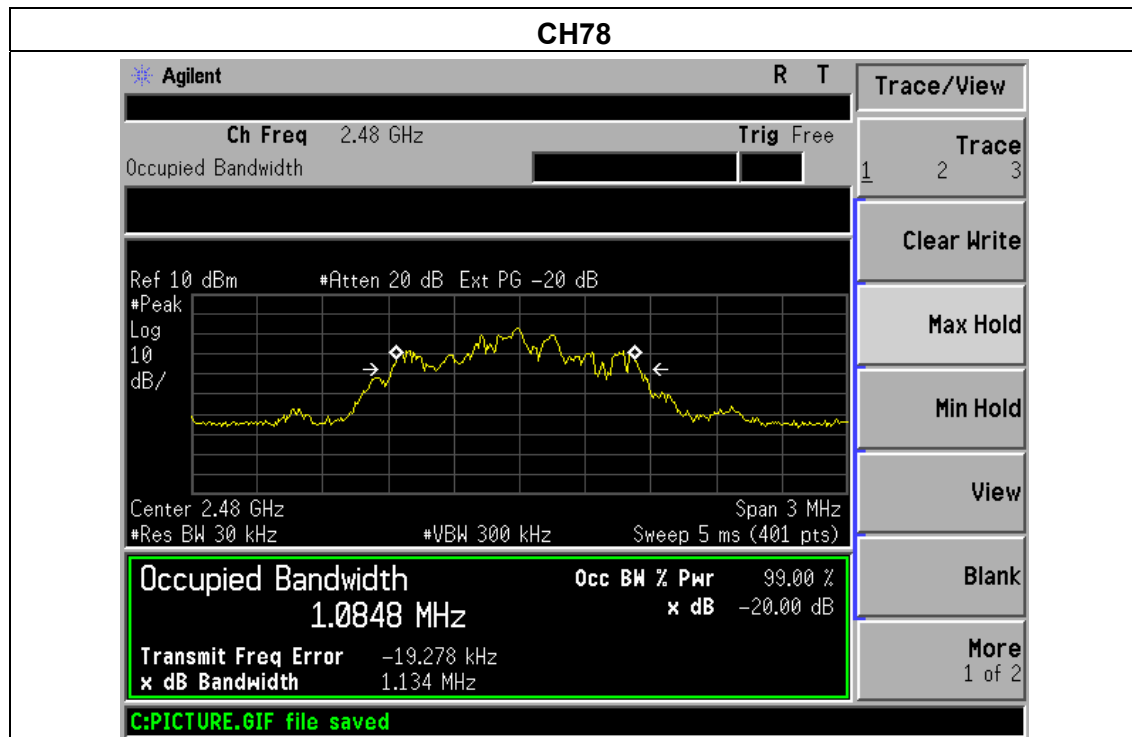 CH78
Agilent R T
Trace/View
Ch Freq 2.48 GHz Trig Free
Occupied Bandwidth
Trace
1 2 3
Clear Write
Max Hold
Min Hold
View
Blank
More
1 of 2
Ref 10 dBm #Atten 20 dB Ext PG -20 dB
#Peak
Log
10
dB/
Center 2.48 GHz Span 3 MHz
#Res BW 30 kHz #VBW 300 kHz Sweep 5 ms (401 pts)
Occupied Bandwidth Occ BW % Pwr 99.00 %
1.0848 MHz x dB -20.00 dB
Transmit Freq Error -19.278 kHz
x dB Bandwidth 1.134 MHz
C:PICTURE.GIF file saved